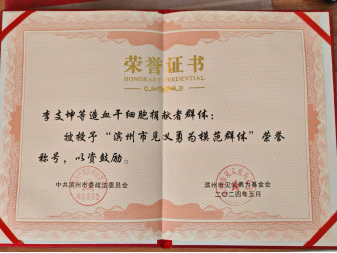 荣誉证书
HONORARY CREDENTIAL
李文坤等造血干细胞捐献者群体：
被授予“滨州市见义勇为模范群体”荣誉
称号，以资鼓励。
中共滨州市委政法委员会
滨州市见义勇为基金会
二〇二四年五月